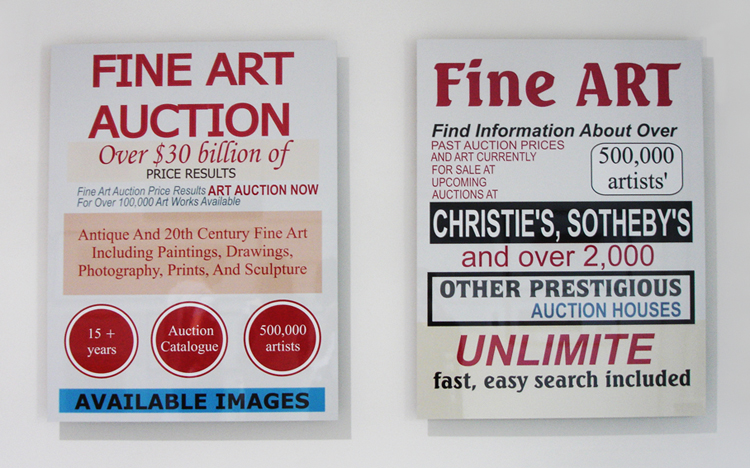 FINE ART
AUCTION
Over $30 billion of
PRICE RESULTS
Fine Art Auction Price Results ART AUCTION NOW
For Over 100,000 Art Works Available
Antique And 20th Century Fine Art
Including Paintings, Drawings,
Photography, Prints, And Sculpture
15 +
years
Auction
Catalogue
500,000
artists
AVAILABLE IMAGES
Fine ART
Find Information About Over
PAST AUCTION PRICES
AND ART CURRENTLY
FOR SALE AT
UPCOMING
AUCTIONS AT
500,000
artists'
CHRISTIE'S, SOTHEBY'S
and over 2,000
OTHER PRESTIGIOUS
AUCTION HOUSES
UNLIMITE
fast, easy search included